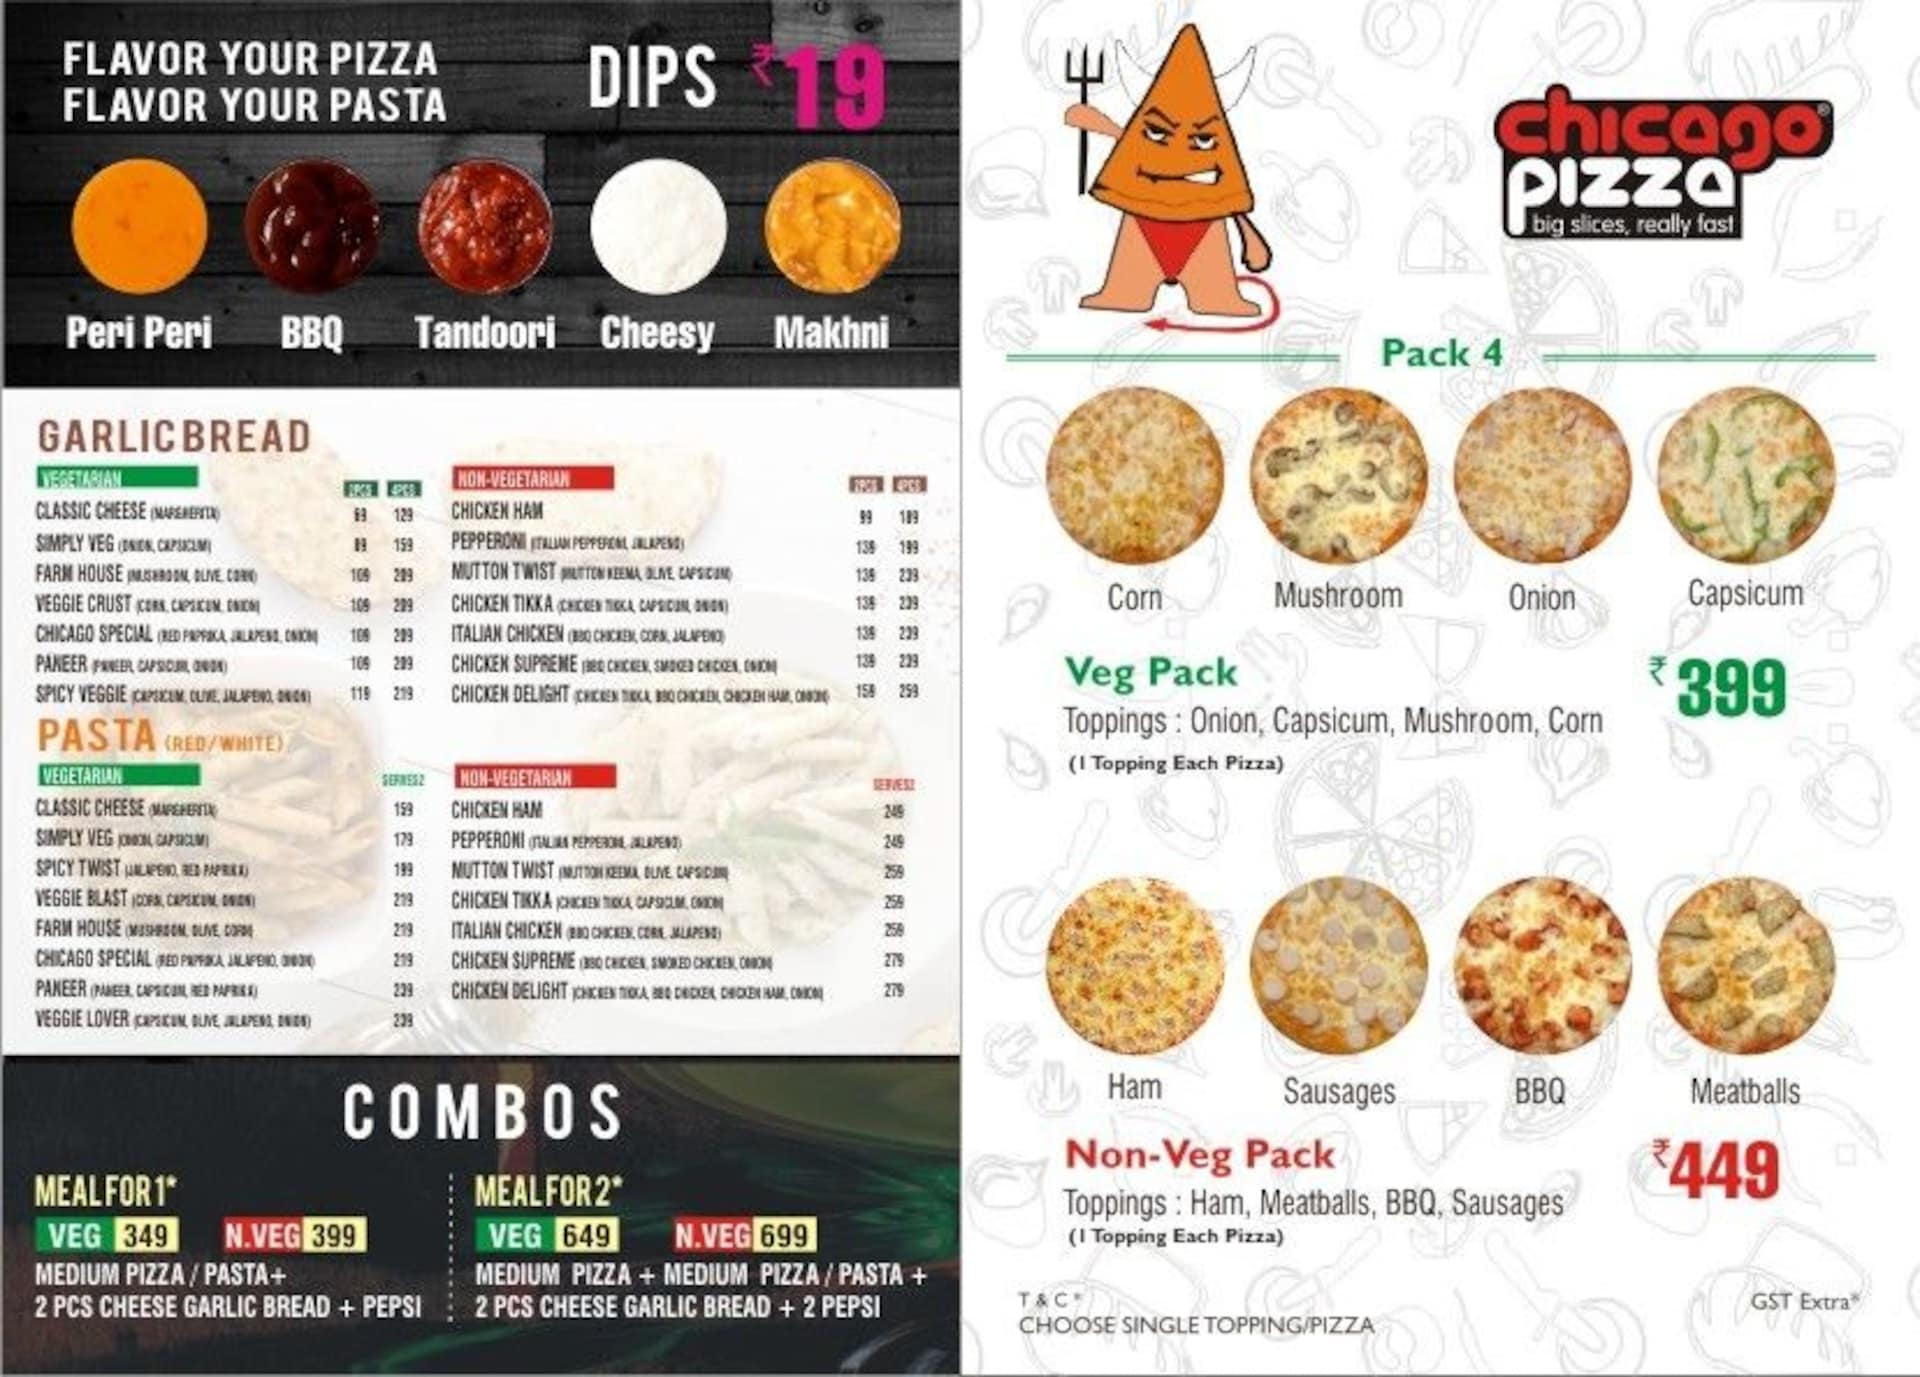 FLAVOR YOUR PIZZA
FLAVOR YOUR PASTA
DIPS ₹19
Peri Peri BBQ Tandoori Cheesy Makhni
GARLIC BREAD
VEGETARIAN 2PCS 4PCS
CLASSIC CHEESE (MARGHERITA) 69 129
SIMPLY VEG (ONION, CAPSICUM) 89 159
FARM HOUSE (MUSHROOM, OLIVE, CORN) 109 209
VEGGIE CRUST (CORN, CAPSICUM, ONION) 109 209
CHICAGO SPECIAL (RED PAPRIKA, JALAPENO, ONION) 109 209
PANEER (PANEER, CAPSICUM, ONION) 109 209
SPICY VEGGIE (CAPSICUM, OLIVE, JALAPENO, ONION) 119 219
NON-VEGETARIAN 2PCS 4PCS
CHICKEN HAM 99 189
PEPPERONI (ITALIAN PEPPERONI, JALAPENO) 139 199
MUTTON TWIST (MUTTON KEEMA, OLIVE, CAPSICUM) 139 239
CHICKEN TIKKA (CHICKEN TIKKA, CAPSICUM, ONION) 139 239
ITALIAN CHICKEN (BBQ CHICKEN, CORN, JALAPENO) 139 239
CHICKEN SUPREME (BBQ CHICKEN, SMOKED CHICKEN, ONION) 139 239
CHICKEN DELIGHT (CHICKEN TIKKA, BBQ CHICKEN, CHICKEN HAM, ONION) 159 259
PASTA (RED/WHITE)
VEGETARIAN SERVES2
CLASSIC CHEESE (MARGHERITA) 159
SIMPLY VEG (ONION, CAPSICUM) 179
SPICY TWIST (JALAPENO, RED PAPRIKA) 199
VEGGIE BLAST (CORN, CAPSICUM, ONION) 219
FARM HOUSE (MUSHROOM, OLIVE, CORN) 219
CHICAGO SPECIAL (RED PAPRIKA, JALAPENO, ONION) 219
PANEER (PANEER, CAPSICUM, RED PAPRIKA) 239
VEGGIE LOVER (CAPSICUM, OLIVE, JALAPENO, ONION) 239
NON-VEGETARIAN SERVES2
CHICKEN HAM 249
PEPPERONI (ITALIAN PEPPERONI, JALAPENO) 249
MUTTON TWIST (MUTTON KEEMA, OLIVE, CAPSICUM) 259
CHICKEN TIKKA (CHICKEN TIKKA, CAPSICUM, ONION) 259
ITALIAN CHICKEN (BBQ CHICKEN, CORN, JALAPENO) 259
CHICKEN SUPREME (BBQ CHICKEN, SMOKED CHICKEN, ONION) 279
CHICKEN DELIGHT (CHICKEN TIKKA, BBQ CHICKEN, CHICKEN HAM, ONION) 279
COMBOS
MEAL FOR 1*
VEG 349 N.VEG 399
MEDIUM PIZZA / PASTA+
2 PCS CHEESE GARLIC BREAD + PEPSI
MEAL FOR 2*
VEG 649 N.VEG 699
MEDIUM PIZZA + MEDIUM PIZZA / PASTA +
2 PCS CHEESE GARLIC BREAD + 2 PEPSI
chicago®
pizza
big slices, really fast
Pack 4
Corn Mushroom Onion Capsicum
Veg Pack ₹399
Toppings : Onion, Capsicum, Mushroom, Corn
(1 Topping Each Pizza)
Ham Sausages BBQ Meatballs
Non-Veg Pack ₹449
Toppings : Ham, Meatballs, BBQ, Sausages
(1 Topping Each Pizza)
T & C*
CHOOSE SINGLE TOPPING/PIZZA
GST Extra*